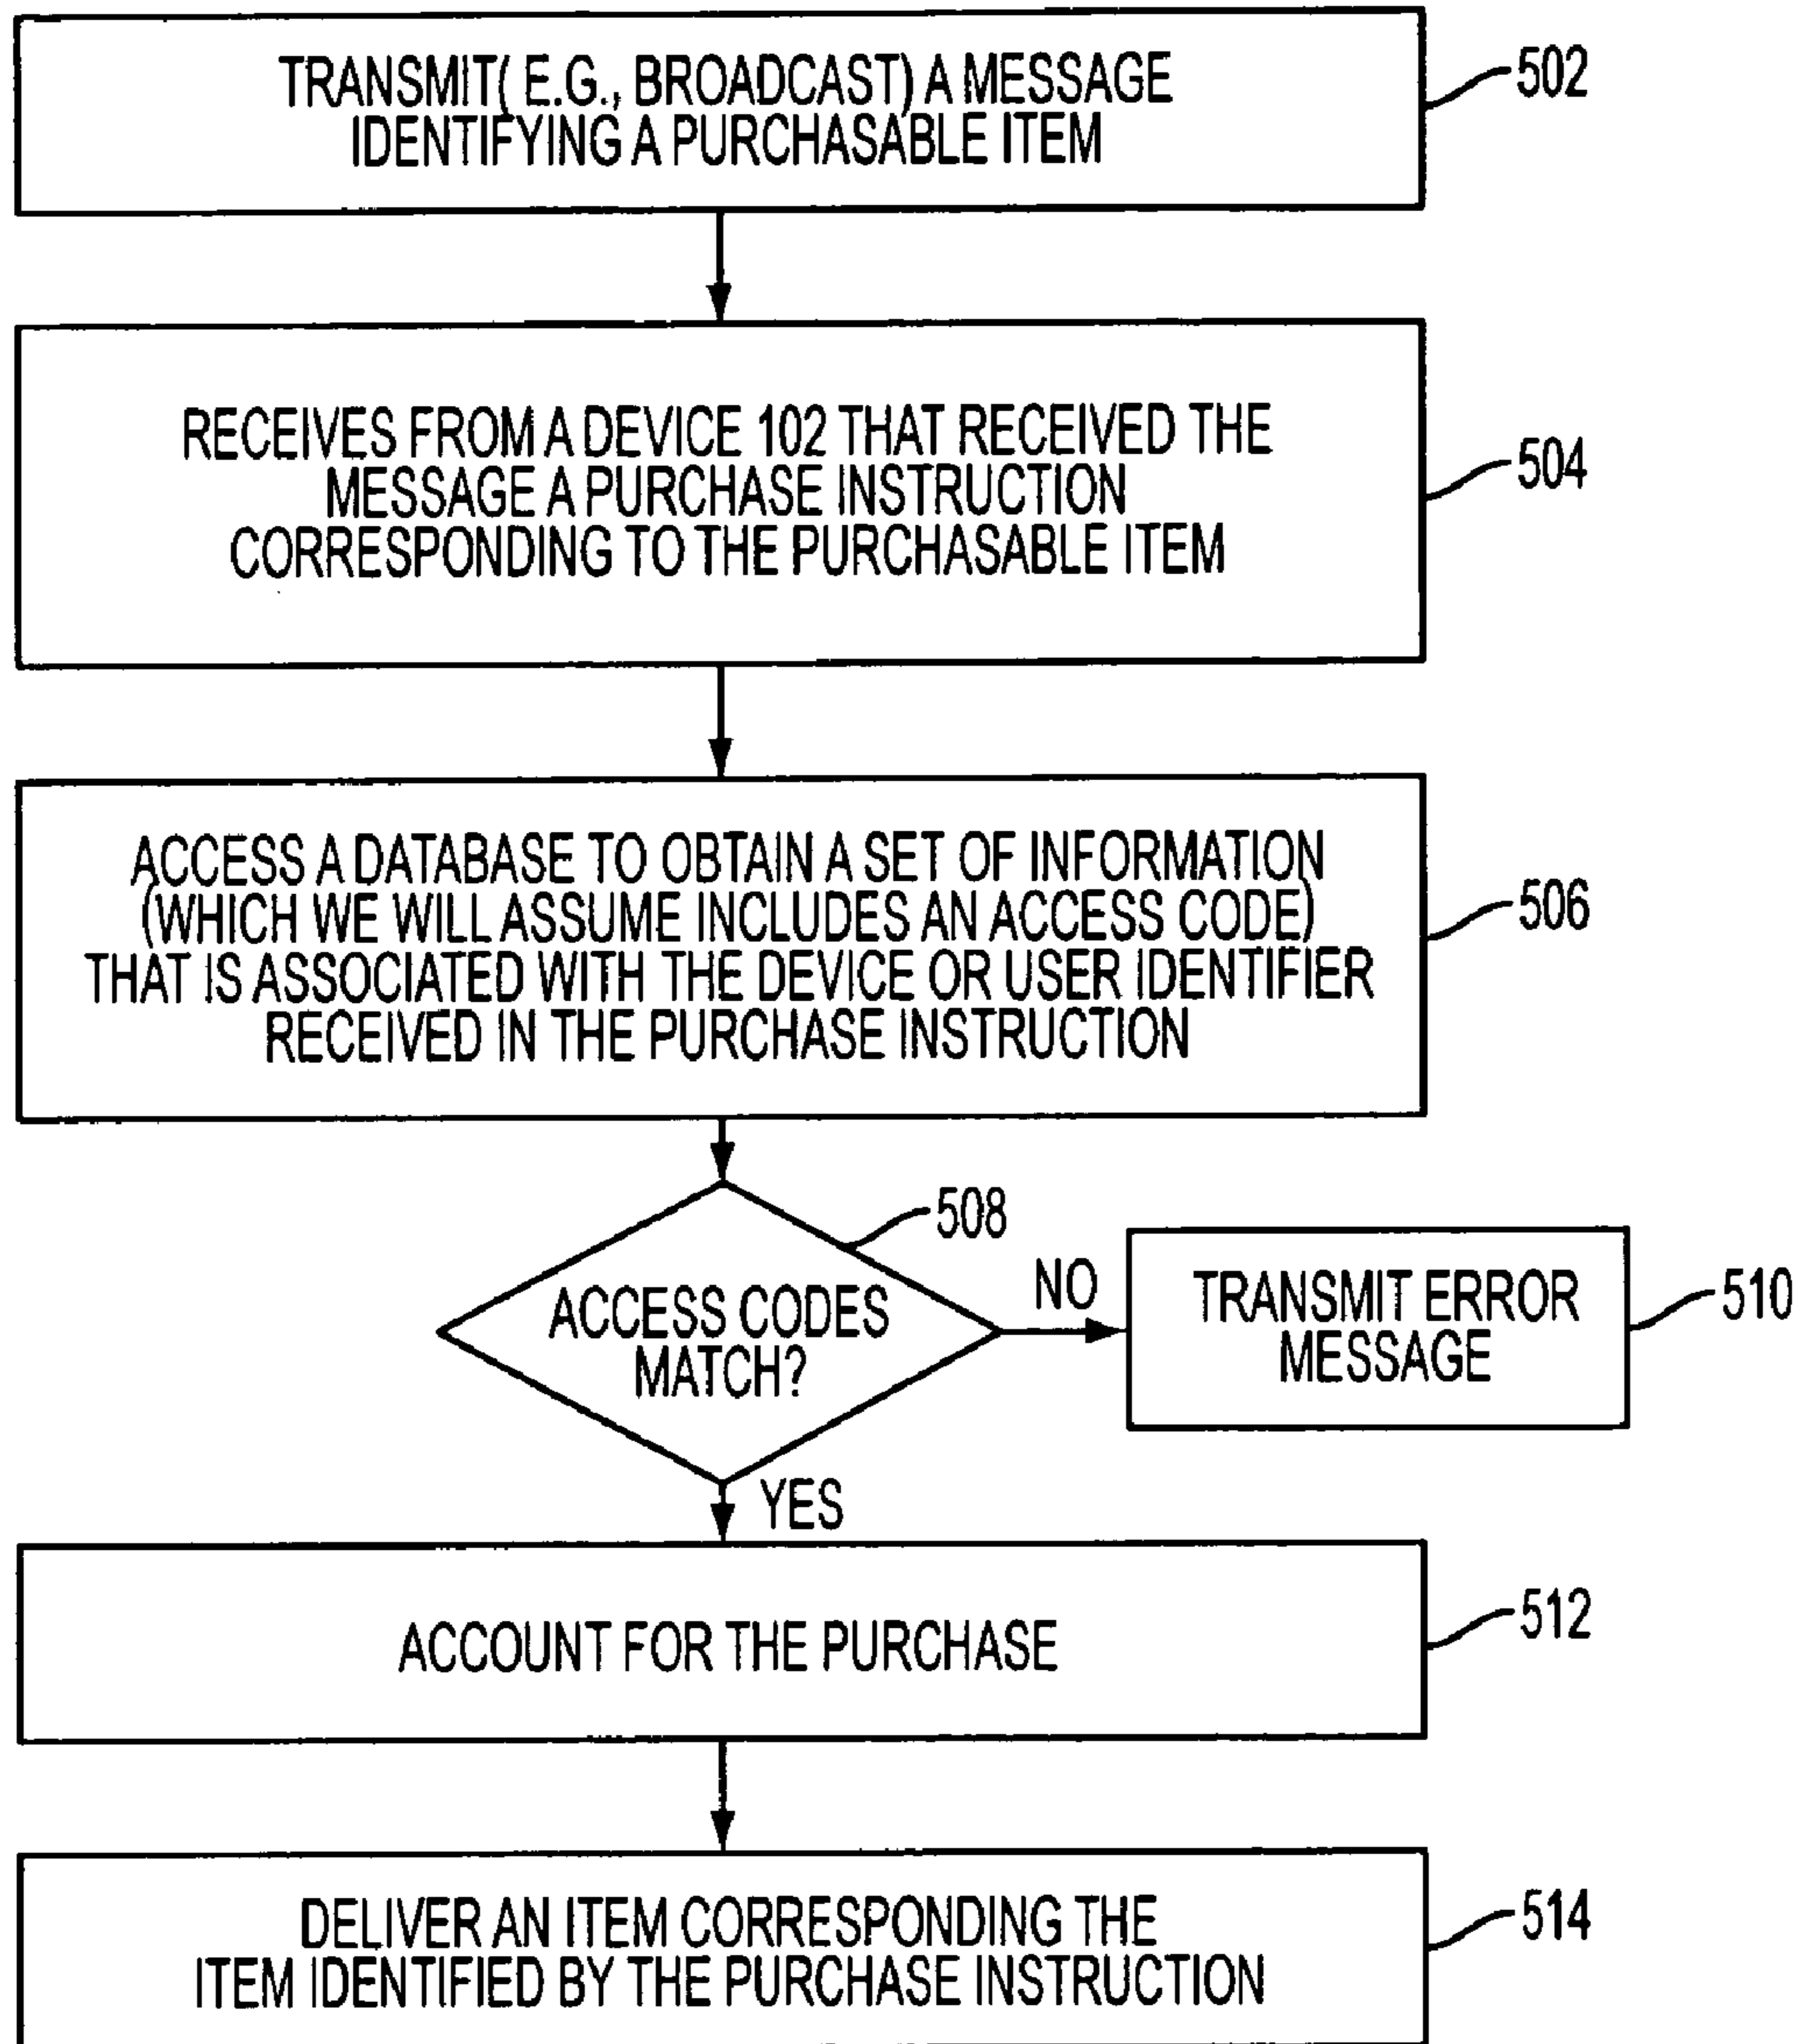 TRANSMIT( E.G., BROADCAST) A MESSAGE
IDENTIFYING A PURCHASABLE ITEM
502
RECEIVES FROM A DEVICE 102 THAT RECEIVED THE
MESSAGE A PURCHASE INSTRUCTION
CORRESPONDING TO THE PURCHASABLE ITEM
504
ACCESS A DATABASE TO OBTAIN A SET OF INFORMATION
(WHICH WE WILL ASSUME INCLUDES AN ACCESS CODE)
THAT IS ASSOCIATED WITH THE DEVICE OR USER IDENTIFIER
RECEIVED IN THE PURCHASE INSTRUCTION
506
508
ACCESS CODES
MATCH?
NO
TRANSMIT ERROR
MESSAGE
510
YES
ACCOUNT FOR THE PURCHASE
512
DELIVER AN ITEM CORRESPONDING THE
ITEM IDENTIFIED BY THE PURCHASE INSTRUCTION
514